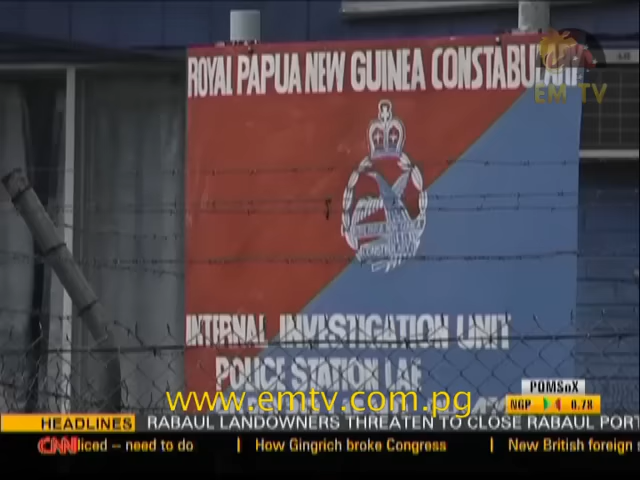 ROYAL PAPUA NEW GUINEA CONSTABULARY
EM TV
INTERNAL INVESTIGATION UNIT
POLICE STATION LAE
www.emtv.com.pg
POMSoX
NGP 0.78
HEADLINES RABAUL LANDOWNERS THREATEN TO CLOSE RABAUL PORT
CNN liced -- need to do | How Gingrich broke Congress | New British foreign s